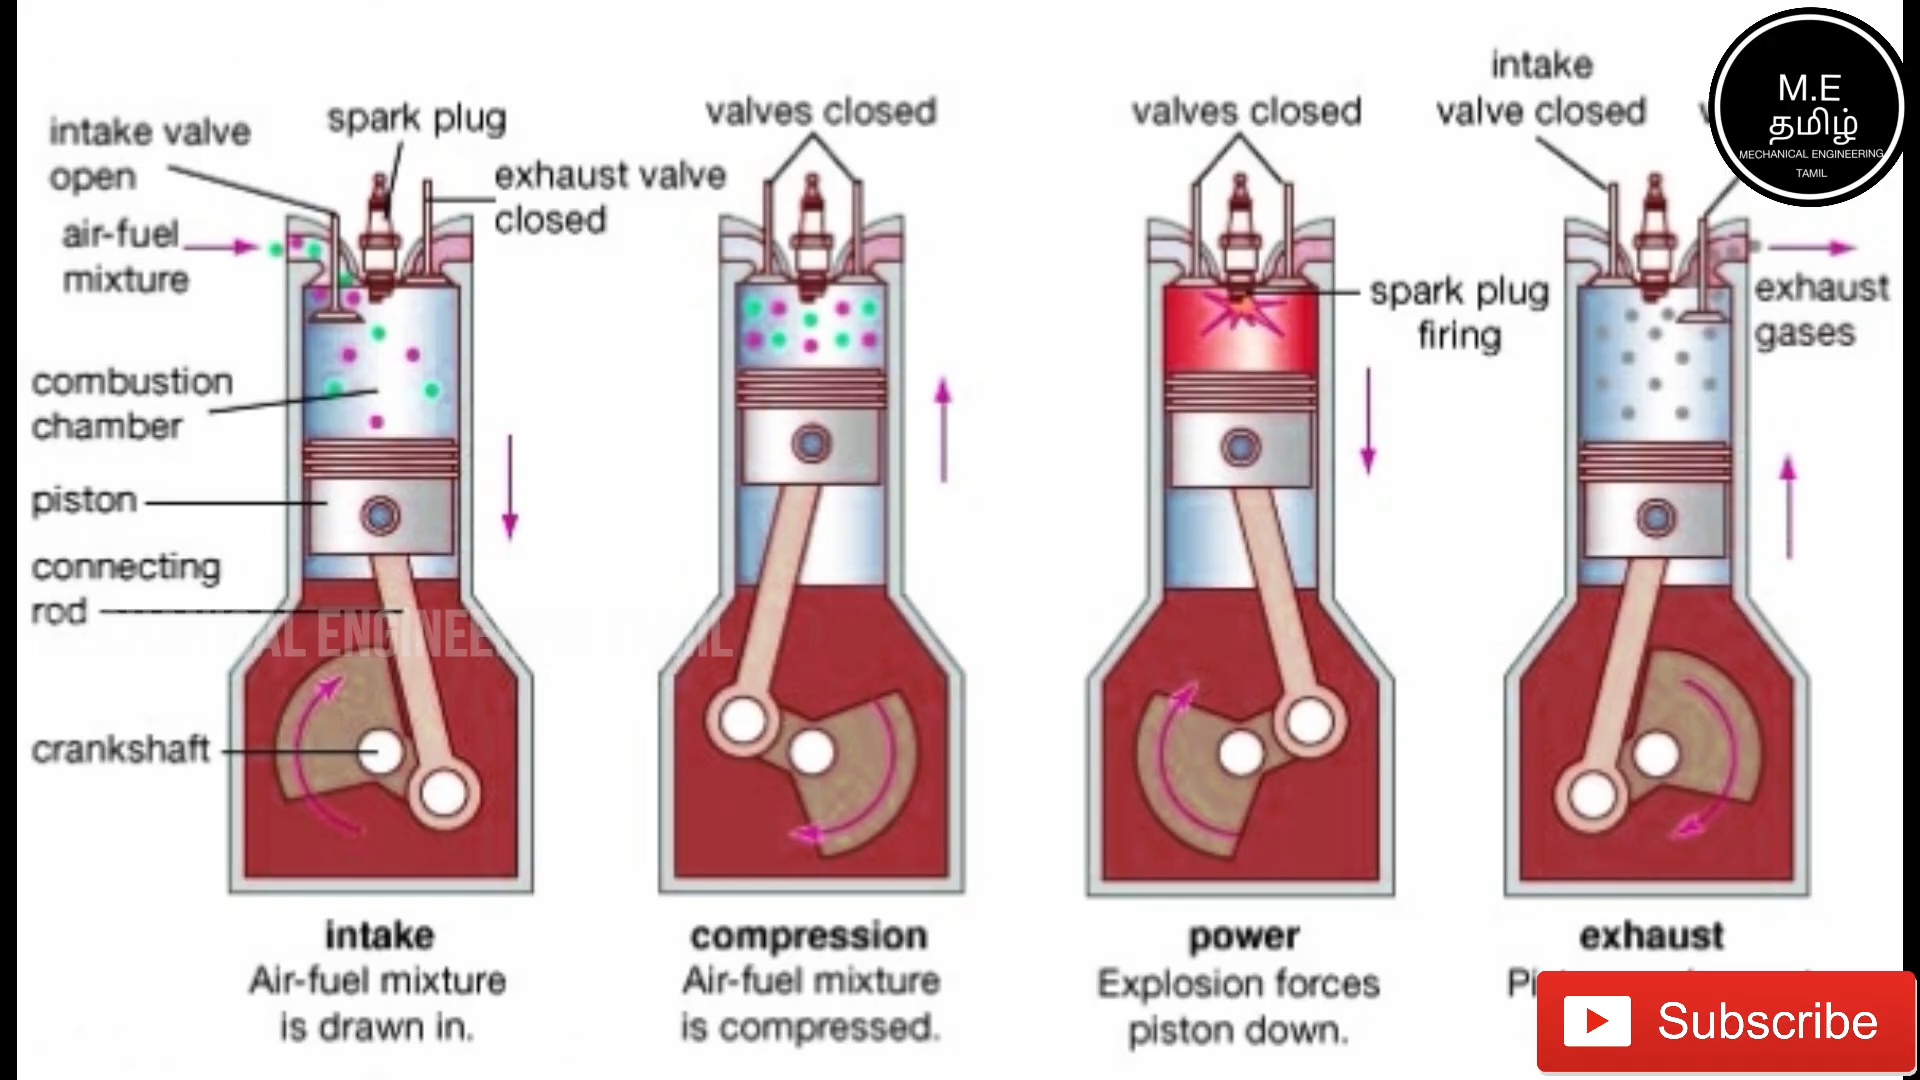 intake valve
open
spark plug
exhaust valve
closed
air-fuel
mixture
combustion
chamber
piston
connecting
rod
crankshaft
valves closed
valves closed
spark plug
firing
intake
valve closed
exhaust
gases
M.E
தமிழ்
MECHANICAL ENGINEERING
TAMIL
intake
Air-fuel mixture
is drawn in.
compression
Air-fuel mixture
is compressed.
power
Explosion forces
piston down.
exhaust
Subscribe